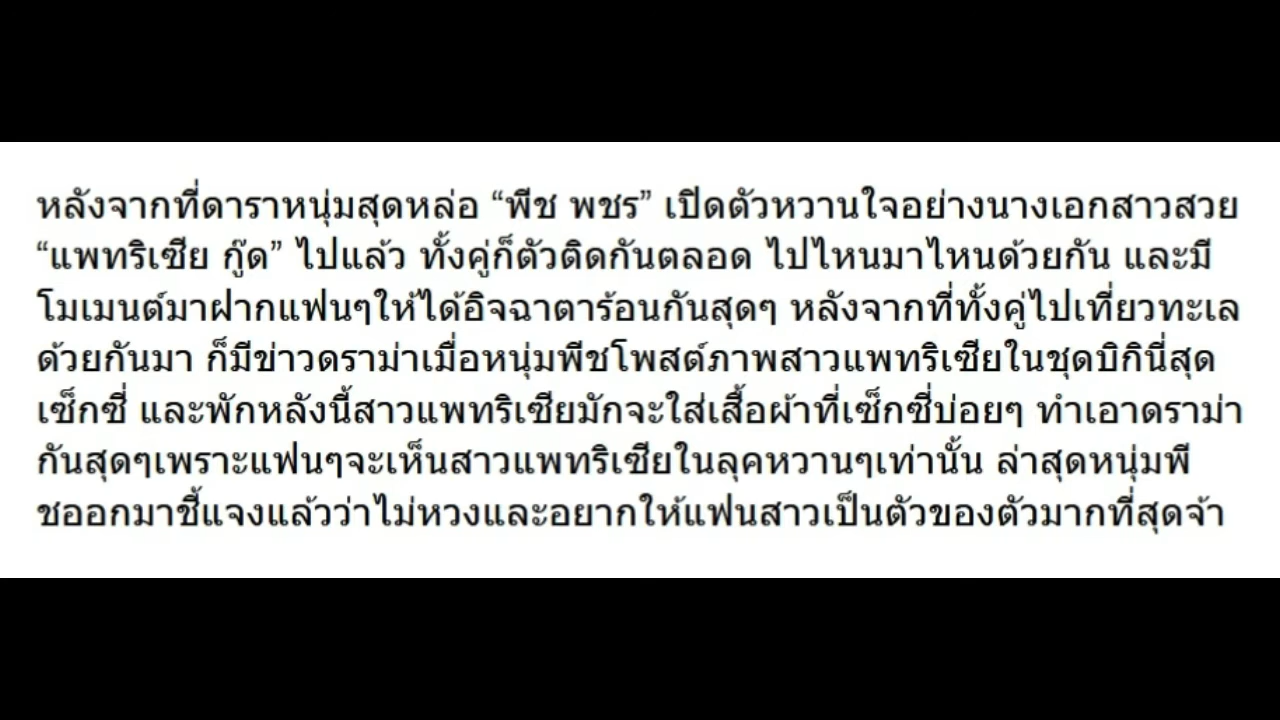 หลังจากที่ดาราหนุ่มสุดหล่อ “พีช พชร” เปิดตัวหวานใจอย่างนางเอกสาวสวย
“แพทริเซีย กู๊ด” ไปแล้ว ทั้งคู่ก็ตัวติดกันตลอด ไปไหนมาไหนด้วยกัน และมี
โมเมนต์มาฝากแฟนๆให้ได้อิจฉาตาร้อนกันสุดๆ หลังจากที่ทั้งคู่ไปเที่ยวทะเล
ด้วยกันมา ก็มีข่าวดราม่าเมื่อหนุ่มพีชโพสต์ภาพสาวแพทริเซียในชุดบิกินี่สุด
เซ็กซี่ และพักหลังนี้สาวแพทริเซียมักจะใส่เสื้อผ้าที่เซ็กซี่บ่อยๆ ทำเอาดราม่า
กันสุดๆเพราะแฟนๆจะเห็นสาวแพทริเซียในลุคหวานๆเท่านั้น ล่าสุดหนุ่มพี
ชออกมาชี้แจงแล้วว่าไม่หวงและอยากให้แฟนสาวเป็นตัวของตัวมากที่สุดจ้า